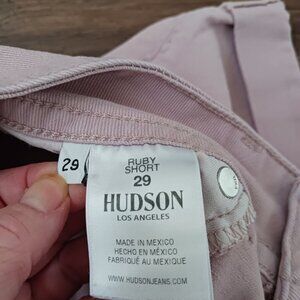 29
RUBY
SHORT
29
HUDSON
LOS ANGELES
MADE IN MEXICO
HECHO EN MÉXICO
FABRIQUÉ AU MEXIQUE
WWW.HUDSONJEANS.COM